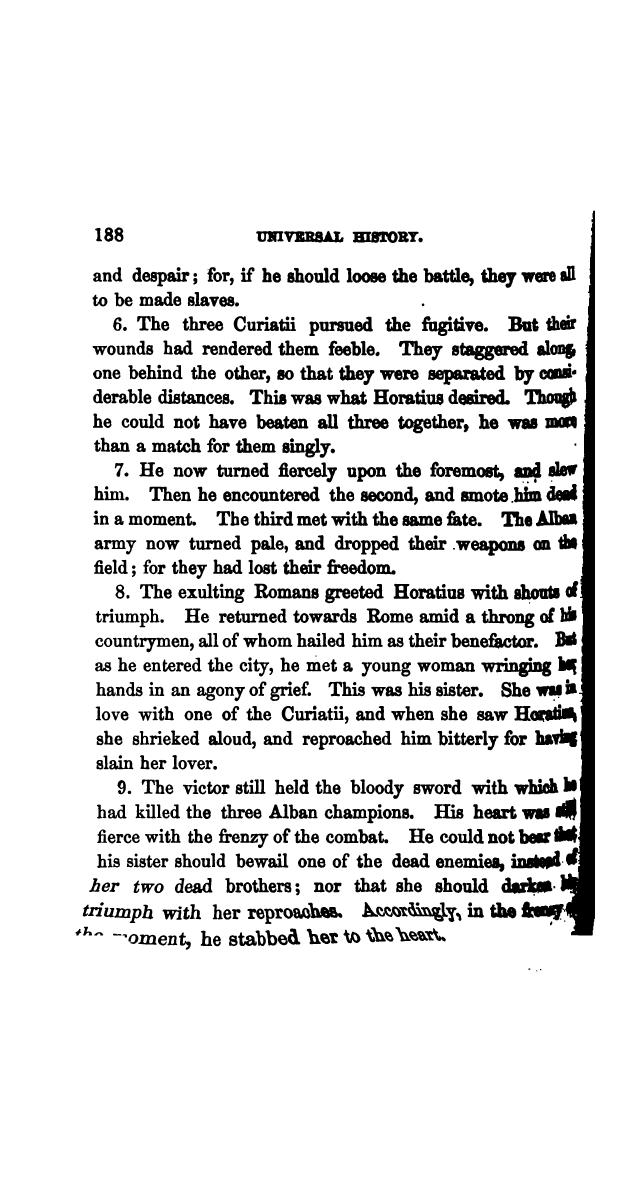 188 UNIVERSAL HISTORY.
and despair; for, if he should loose the battle, they were all
to be made slaves.
6. The three Curiatii pursued the fugitive. But their
wounds had rendered them feeble. They staggered along,
one behind the other, so that they were separated by consi-
derable distances. This was what Horatius desired. Though
he could not have beaten all three together, he was more
than a match for them singly.
7. He now turned fiercely upon the foremost, and slew
him. Then he encountered the second, and smote him dead
in a moment. The third met with the same fate. The Alban
army now turned pale, and dropped their weapons on the
field; for they had lost their freedom.
8. The exulting Romans greeted Horatius with shouts of
triumph. He returned towards Rome amid a throng of his
countrymen, all of whom hailed him as their benefactor. But
as he entered the city, he met a young woman wringing her
hands in an agony of grief. This was his sister. She was in
love with one of the Curiatii, and when she saw Horatius,
she shrieked aloud, and reproached him bitterly for having
slain her lover.
9. The victor still held the bloody sword with which he
had killed the three Alban champions. His heart was still
fierce with the frenzy of the combat. He could not bear that
his sister should bewail one of the dead enemies, instead of
her two dead brothers; nor that she should darken his
triumph with her reproaches. Accordingly, in the frenzy of
the moment, he stabbed her to the heart.